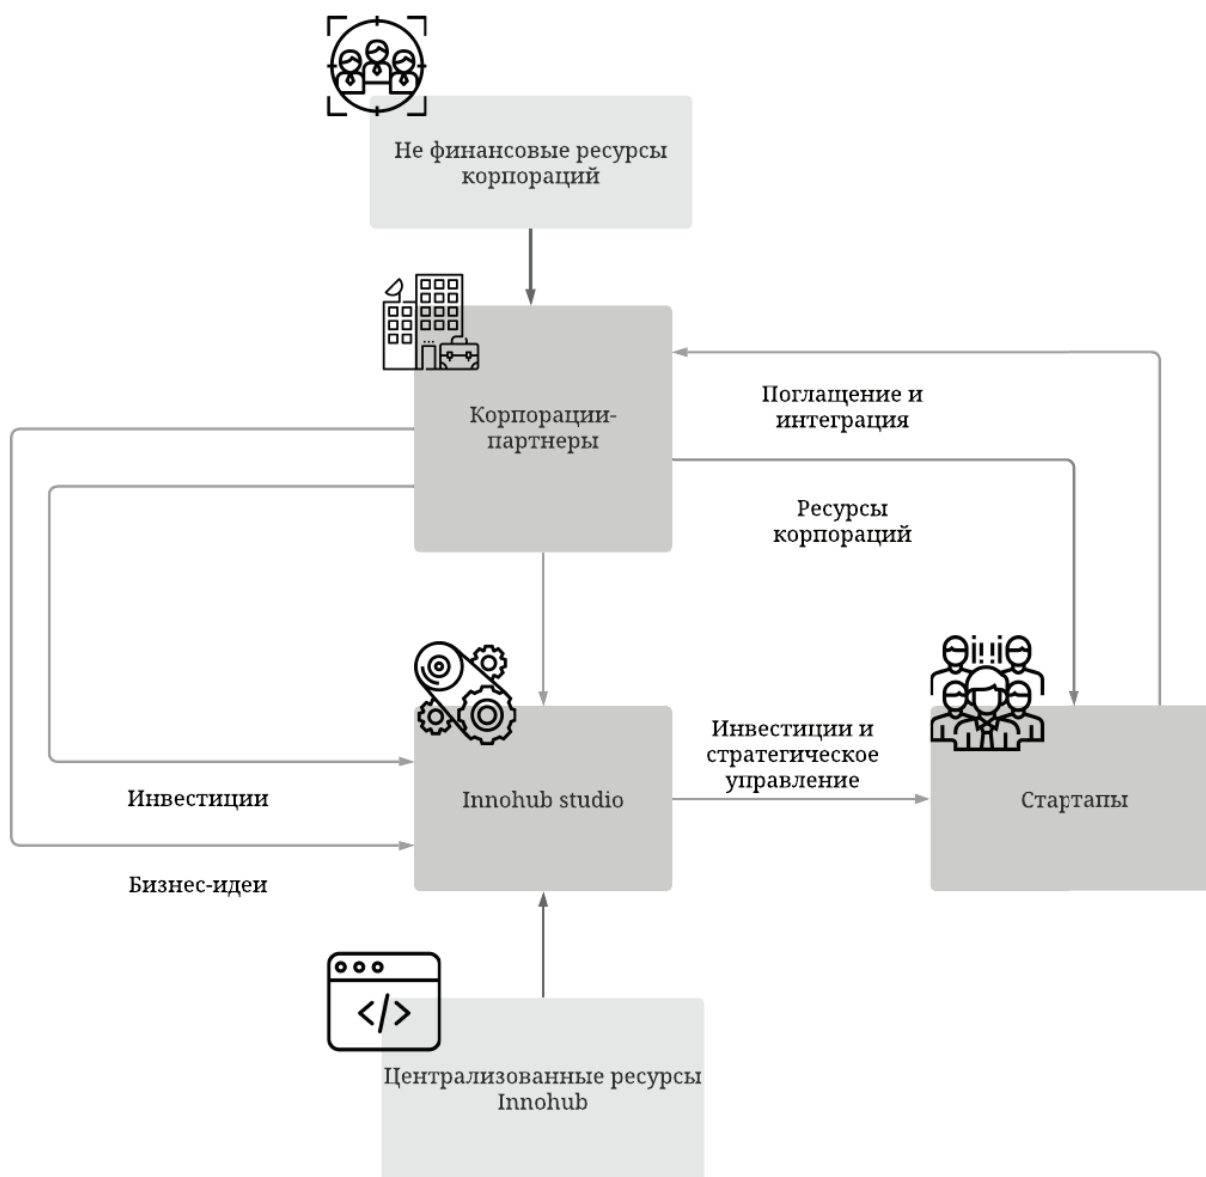 Не финансовые ресурсы
корпораций
Корпорации-
партнеры
Поглащение и
интеграция
Ресурсы
корпораций
Инвестиции и
стратегическое
управление
Инвестиции
Innohub studio
Стартапы
Бизнес-идеи
</>
Централизованные ресурсы
Innohub